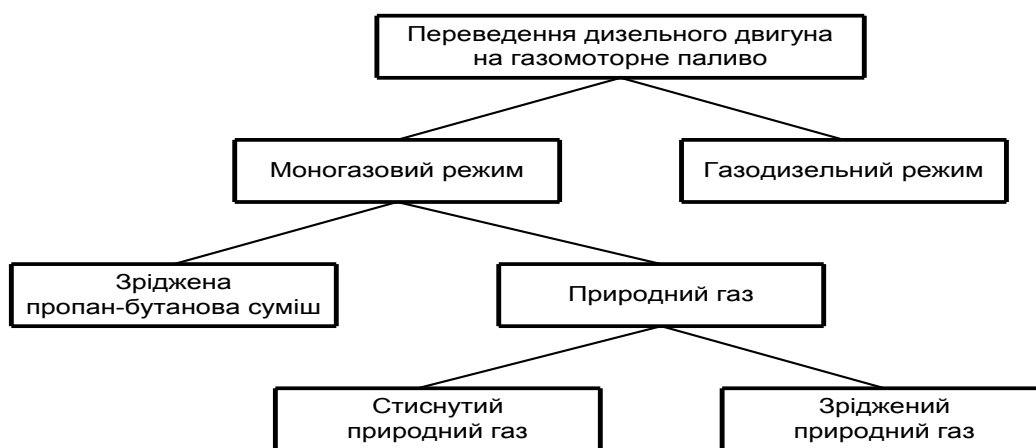 Переведення дизельного двигуна
на газомоторне паливо
Моногазовий режим
Газодизельний режим
Зріджена
пропан-бутанова суміш
Природний газ
Стиснутий
природний газ
Зріджений
природний газ